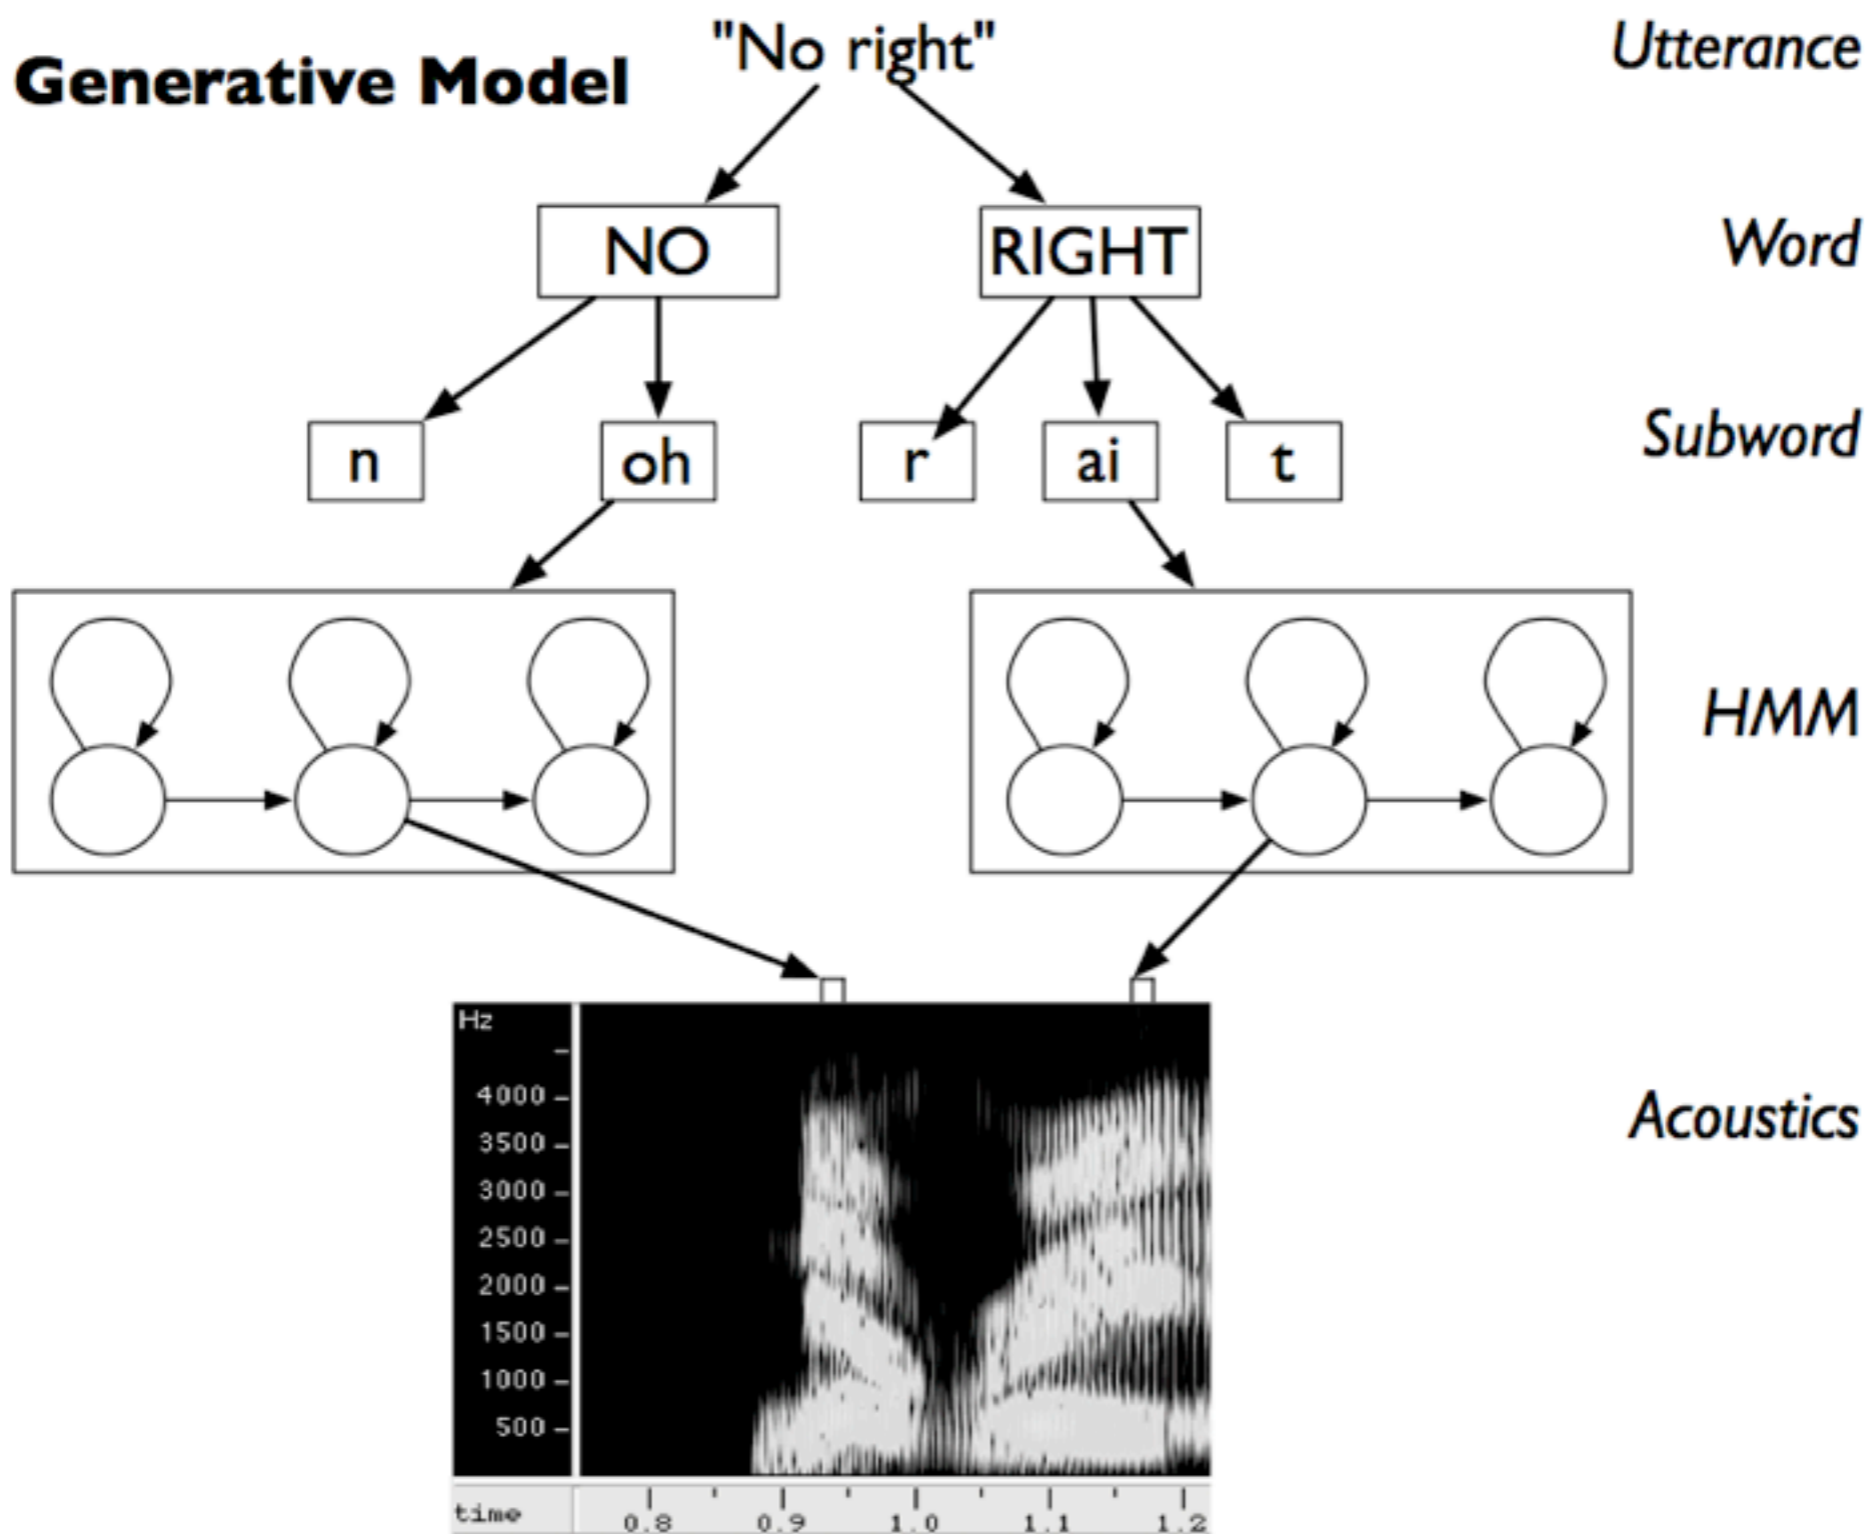 "No right"
Utterance
Generative Model
NO
RIGHT
Word
n
oh
r
ai
t
Subword
HMM
Hz
4000
3500
3000
2500
2000
1500
1000
500
Acoustics
time
0.8
0.9
1.0
1.1
1.2